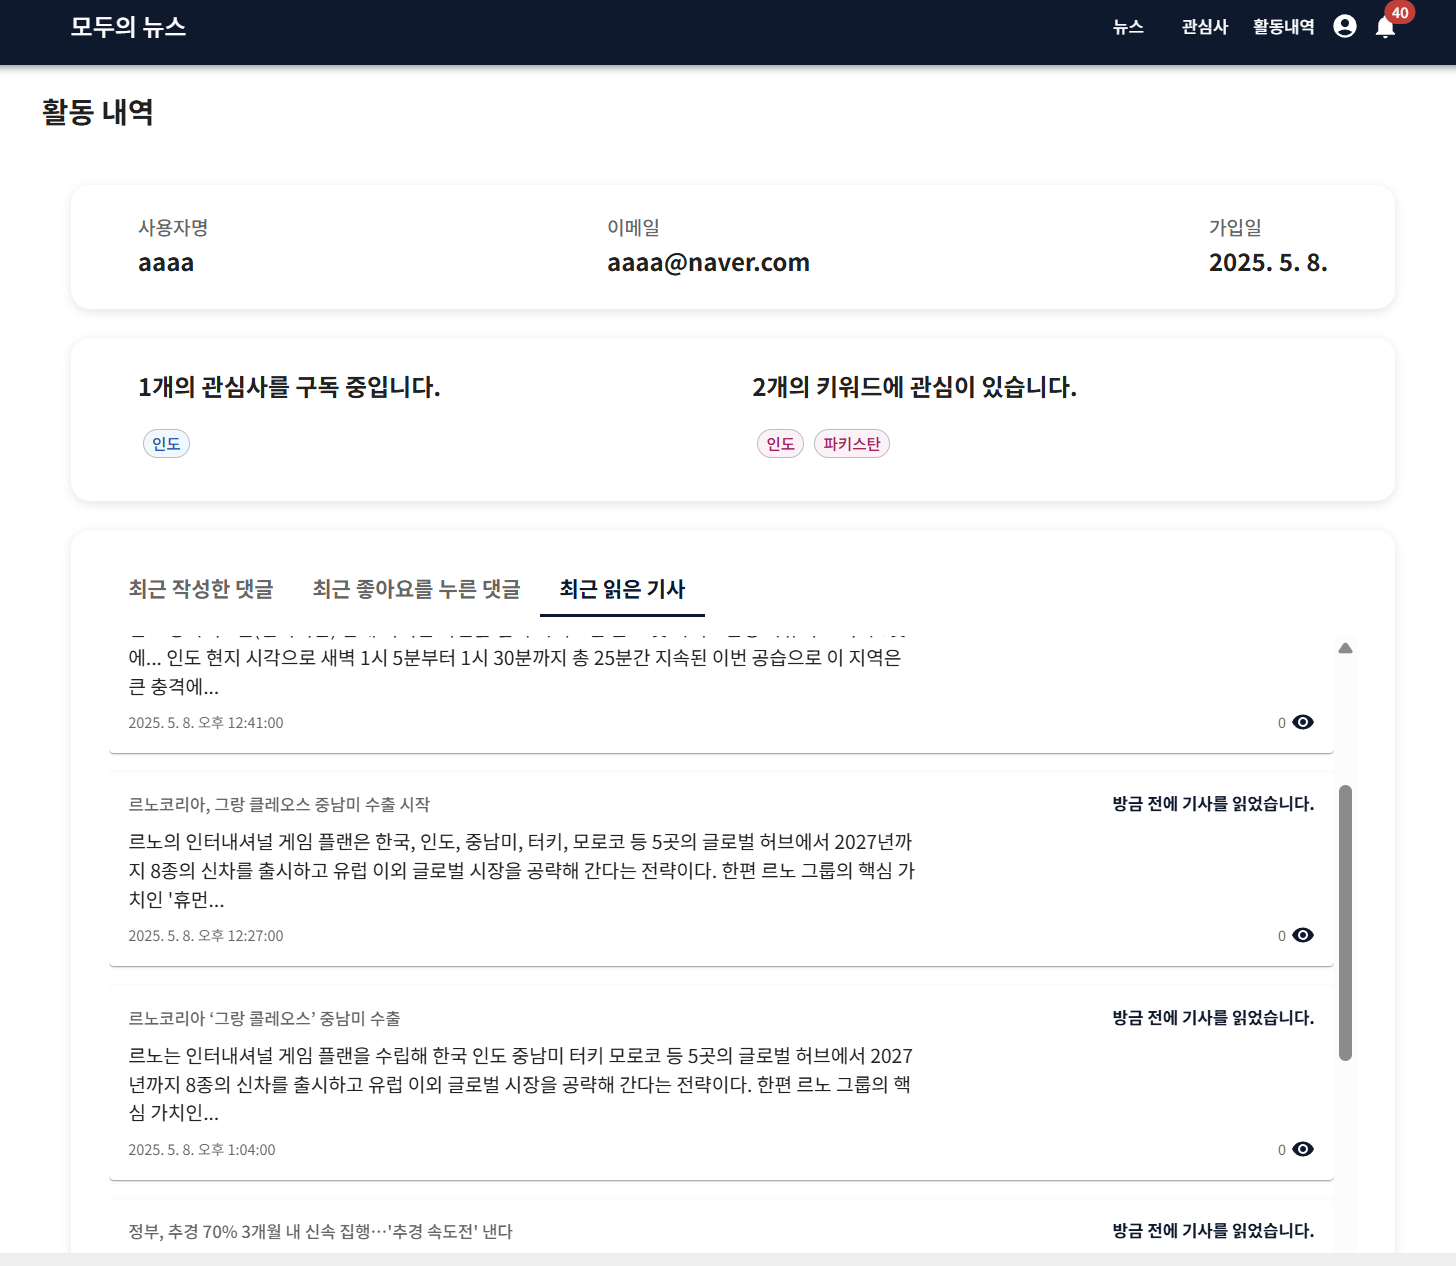 모두의 뉴스
뉴스 관심사 활동내역 40
활동 내역
사용자명 이메일 가입일
aaaa aaaa@naver.com 2025. 5. 8.
1개의 관심사를 구독 중입니다. 2개의 키워드에 관심이 있습니다.
인도 인도 파키스탄
최근 작성한 댓글 최근 좋아요를 누른 댓글 최근 읽은 기사
에... 인도 현지 시각으로 새벽 1시 5분부터 1시 30분까지 총 25분간 지속된 이번 공습으로 이 지역은
큰 충격에...
2025. 5. 8. 오후 12:41:00 0
르노코리아, 그랑 클레오스 중남미 수출 시작 방금 전에 기사를 읽었습니다.
르노의 인터내셔널 게임 플랜은 한국, 인도, 중남미, 터키, 모로코 등 5곳의 글로벌 허브에서 2027년까
지 8종의 신차를 출시하고 유럽 이외 글로벌 시장을 공략해 간다는 전략이다. 한편 르노 그룹의 핵심 가
치인 '휴먼...
2025. 5. 8. 오후 12:27:00 0
르노코리아 ‘그랑 콜레오스’ 중남미 수출 방금 전에 기사를 읽었습니다.
르노는 인터내셔널 게임 플랜을 수립해 한국 인도 중남미 터키 모로코 등 5곳의 글로벌 허브에서 2027
년까지 8종의 신차를 출시하고 유럽 이외 글로벌 시장을 공략해 간다는 전략이다. 한편 르노 그룹의 핵
심 가치인...
2025. 5. 8. 오후 1:04:00 0
정부, 추경 70% 3개월 내 신속 집행…'추경 속도전' 낸다 방금 전에 기사를 읽었습니다.